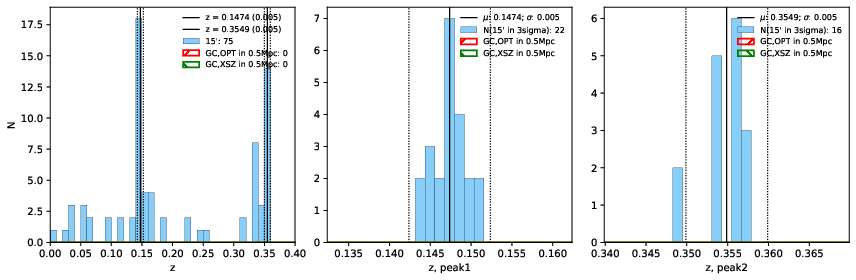 z = 0.1474 (0.005)
z = 0.3549 (0.005)
15': 75
GC,OPT in 0.5Mpc: 0
GC,XSZ in 0.5Mpc: 0
17.5
15.0
12.5
10.0
7.5
5.0
2.5
0.0
N
0.00 0.05 0.10 0.15 0.20 0.25 0.30 0.35 0.40
z
μ: 0.1474; σ: 0.005
N(15' in 3sigma): 22
GC,OPT in 0.5Mpc
GC,XSZ in 0.5Mpc
7
6
5
4
3
2
1
0
0.135 0.140 0.145 0.150 0.155 0.160
z, peak1
μ: 0.3549; σ: 0.005
N(15' in 3sigma): 16
GC,OPT in 0.5Mpc
GC,XSZ in 0.5Mpc
6
5
4
3
2
1
0
0.340 0.345 0.350 0.355 0.360 0.365
z, peak2